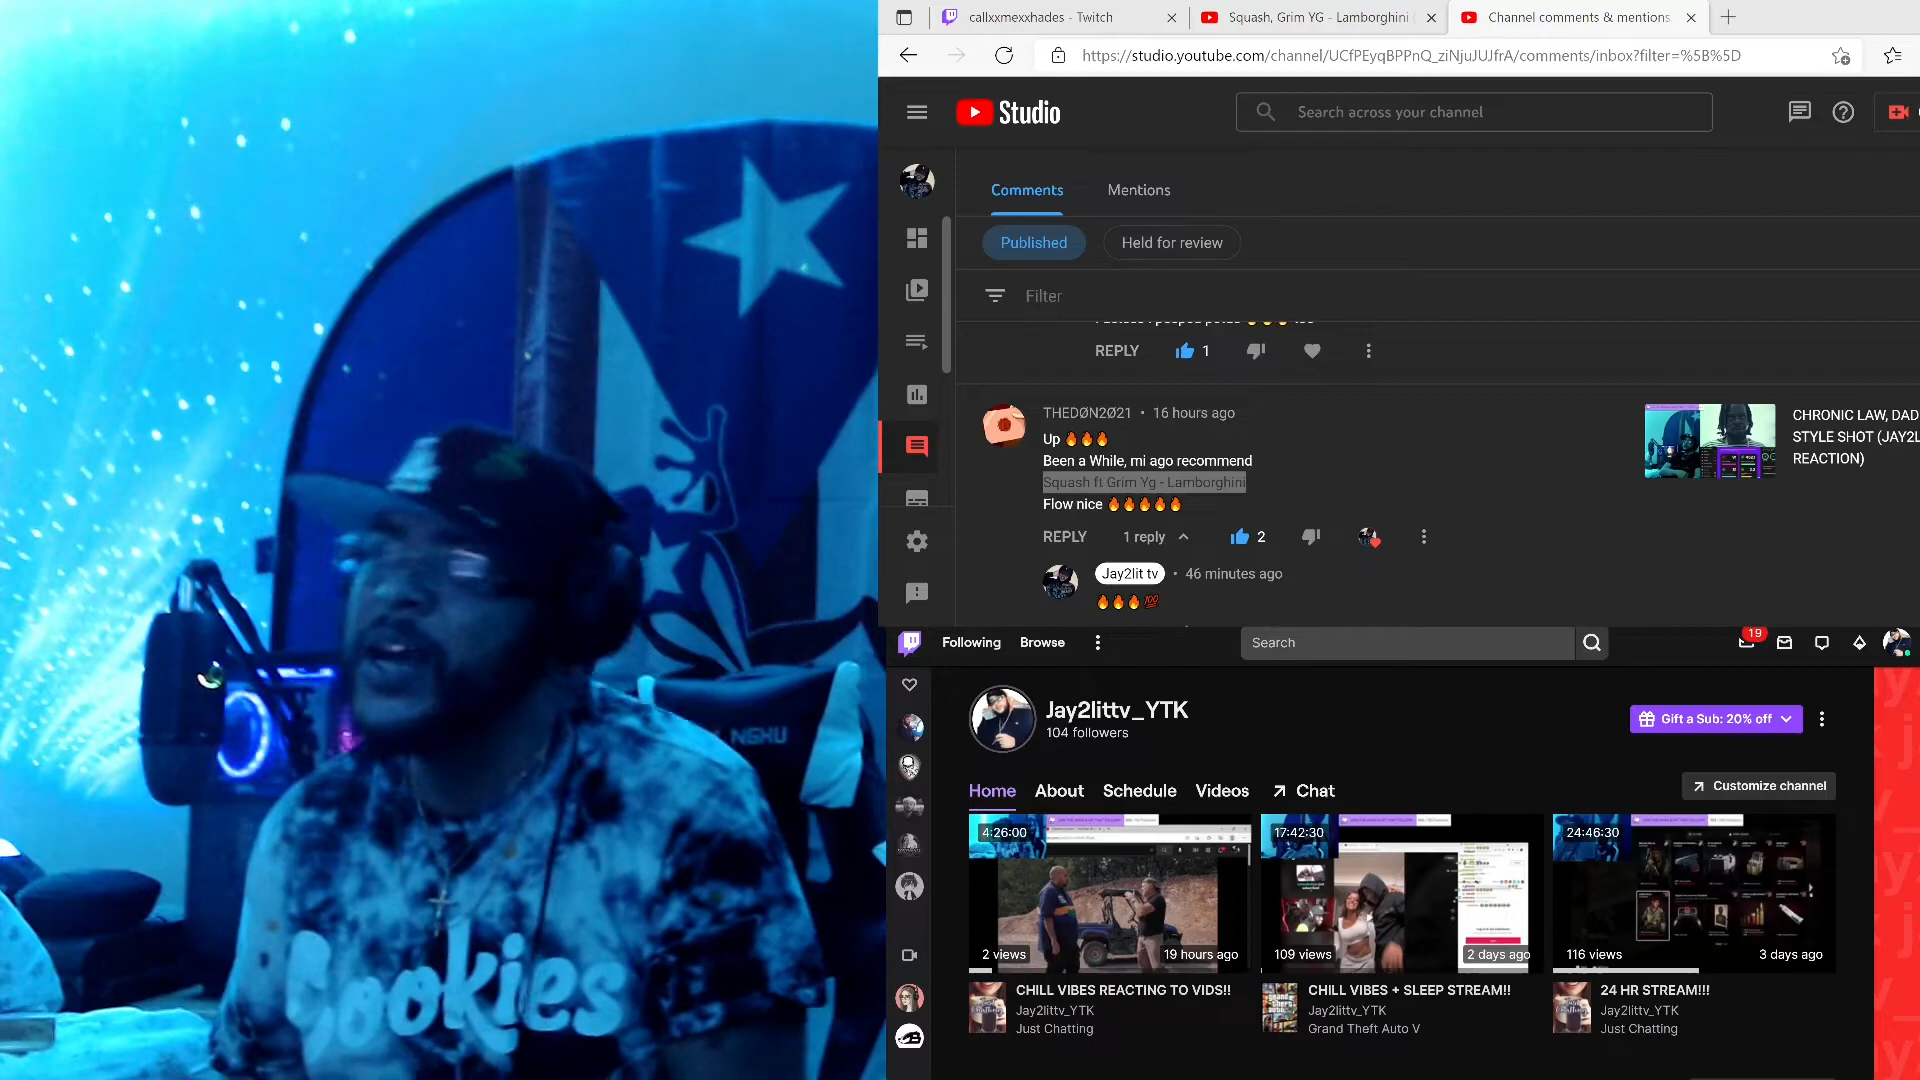 callxxmexxhades - Twitch
Squash, Grim YG - Lamborghini
Channel comments & mentions
https://studio.youtube.com/channel/UCfPEyqBPPnQ_ziNjuJUJfrA/comments/inbox?filter=%5B%5D
Studio
Search across your channel
Comments
Mentions
Published
Held for review
Filter
REPLY
1
THEDØN2Ø21 • 16 hours ago
Up 🔥🔥🔥
Been a While, mi ago recommend
Squash ft Grim Yg - Lamborghini
Flow nice 🔥🔥🔥🔥🔥
REPLY
1 reply
2
CHRONIC LAW, DAD
STYLE SHOT (JAY2L
REACTION)
Jay2lit tv • 46 minutes ago
🔥🔥🔥💯
Following
Browse
Search
19
Jay2littv_YTK
104 followers
Gift a Sub: 20% off
Home
About
Schedule
Videos
Chat
Customize channel
4:26:00
2 views
19 hours ago
17:42:30
109 views
2 days ago
24:46:30
116 views
3 days ago
CHILL VIBES REACTING TO VIDS!!
Jay2littv_YTK
Just Chatting
CHILL VIBES + SLEEP STREAM!!
Jay2littv_YTK
Grand Theft Auto V
24 HR STREAM!!!
Jay2littv_YTK
Just Chatting
Cookies